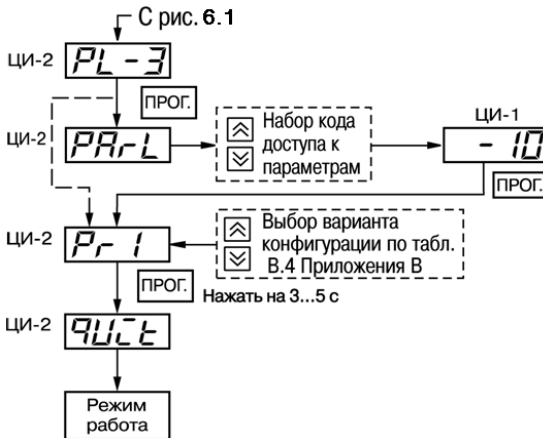 С рис. 6.1
ЦИ-2 PL-3
ПРОГ.
ЦИ-2 PArL
Набор кода
доступа к
параметрам
ЦИ-1
-10
ПРОГ.
ЦИ-2 Pr 1
Выбор варианта
конфигурации по табл.
В.4 Приложения В
ПРОГ.
Нажать на 3...5 с
ЦИ-2
Режим
работа